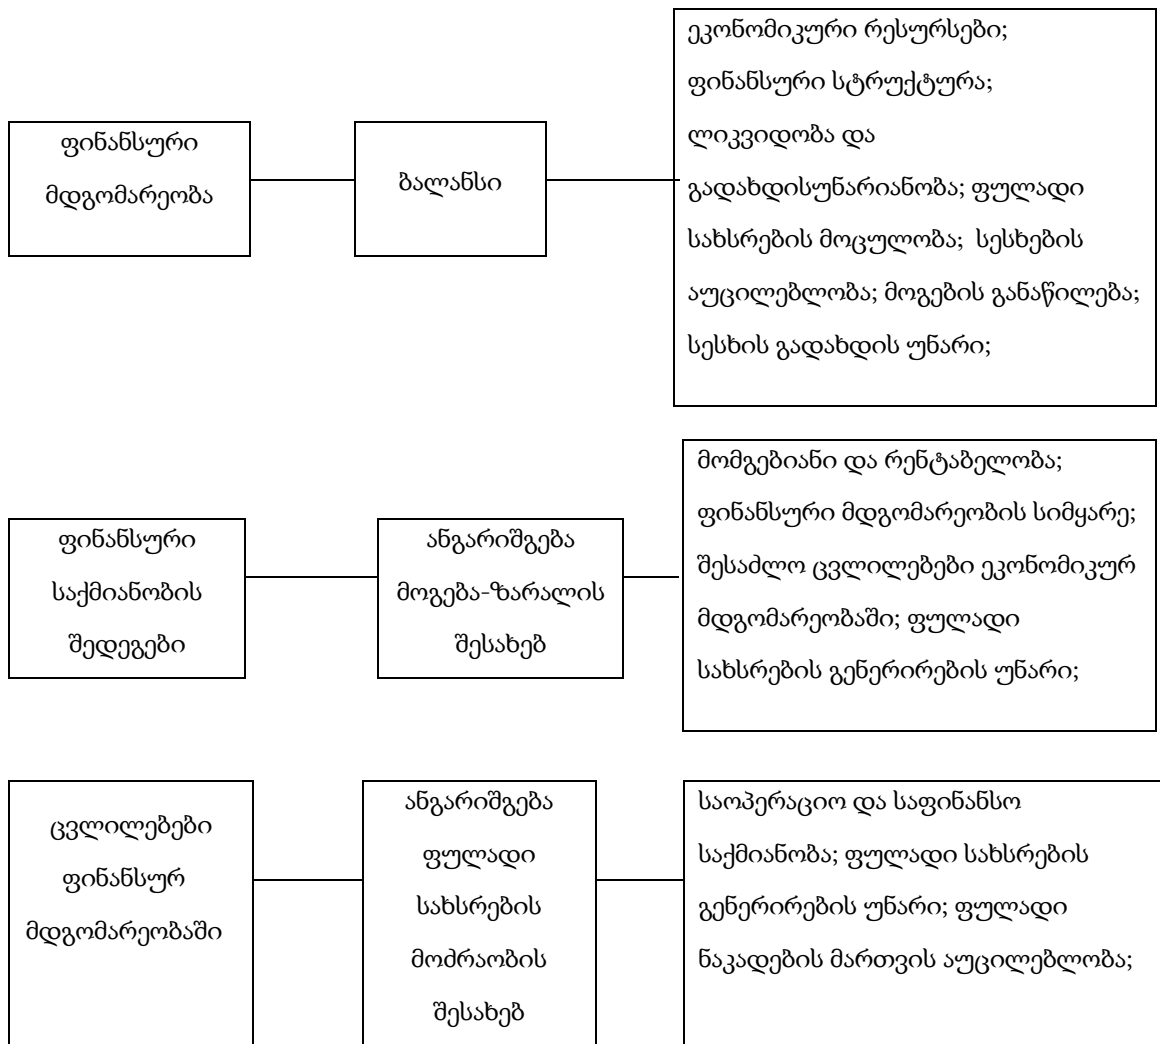 ფინანსური
მდგომარეობა
ბალანსი
ეკონომიკური რესურსები;
ფინანსური სტრუქტურა;
ლიკვიდობა და
გადახდისუნარიანობა; ფულადი
სახსრების მოცულობა; სესხების
აუცილებლობა; მოგების განაწილება;
სესხის გადახდის უნარი;
ფინანსური
საქმიანობის
შედეგები
ანგარიშგება
მოგება-ზარალის
შესახებ
მომგებიანი და რენტაბელობა;
ფინანსური მდგომარეობის სიმყარე;
შესაძლო ცვლილებები ეკონომიკურ
მდგომარეობაში; ფულადი
სახსრების გენერირების უნარი;
ცვლილებები
ფინანსურ
მდგომარეობაში
ანგარიშგება
ფულადი
სახსრების
მოძრაობის
შესახებ
საოპერაციო და საფინანსო
საქმიანობა; ფულადი სახსრების
გენერირების უნარი; ფულადი
ნაკადების მართვის აუცილებლობა;